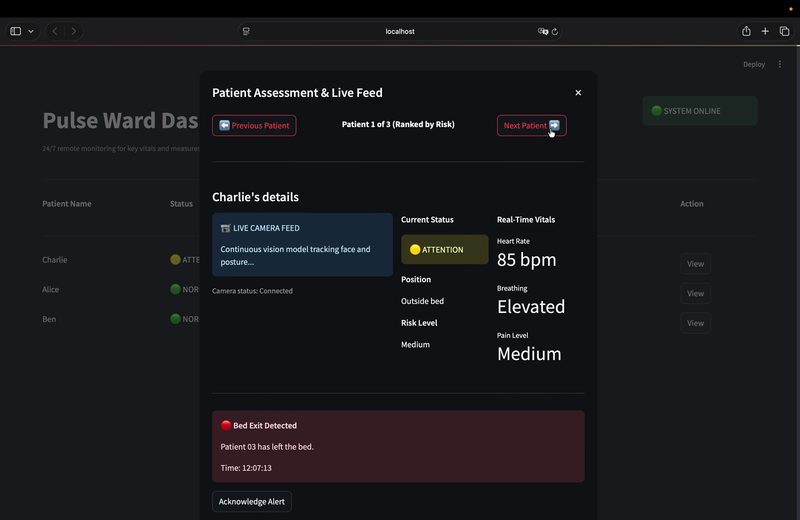 localhost
Deploy
Patient Assessment & Live Feed
Previous Patient
Patient 1 of 3 (Ranked by Risk)
Next Patient
Pulse Ward Das
SYSTEM ONLINE
24/7 remote monitoring for key vitals and measure
Patient Name
Status
Action
Charlie's details
LIVE CAMERA FEED
Continuous vision model tracking face and
posture...
Camera status: Connected
Current Status
ATTENTION
Position
Outside bed
Risk Level
Medium
Real-Time Vitals
Heart Rate
85 bpm
Breathing
Elevated
Pain Level
Medium
Charlie
ATTE
View
Alice
NOR
View
Ben
NOR
View
Bed Exit Detected
Patient 03 has left the bed.
Time: 12:07:13
Acknowledge Alert